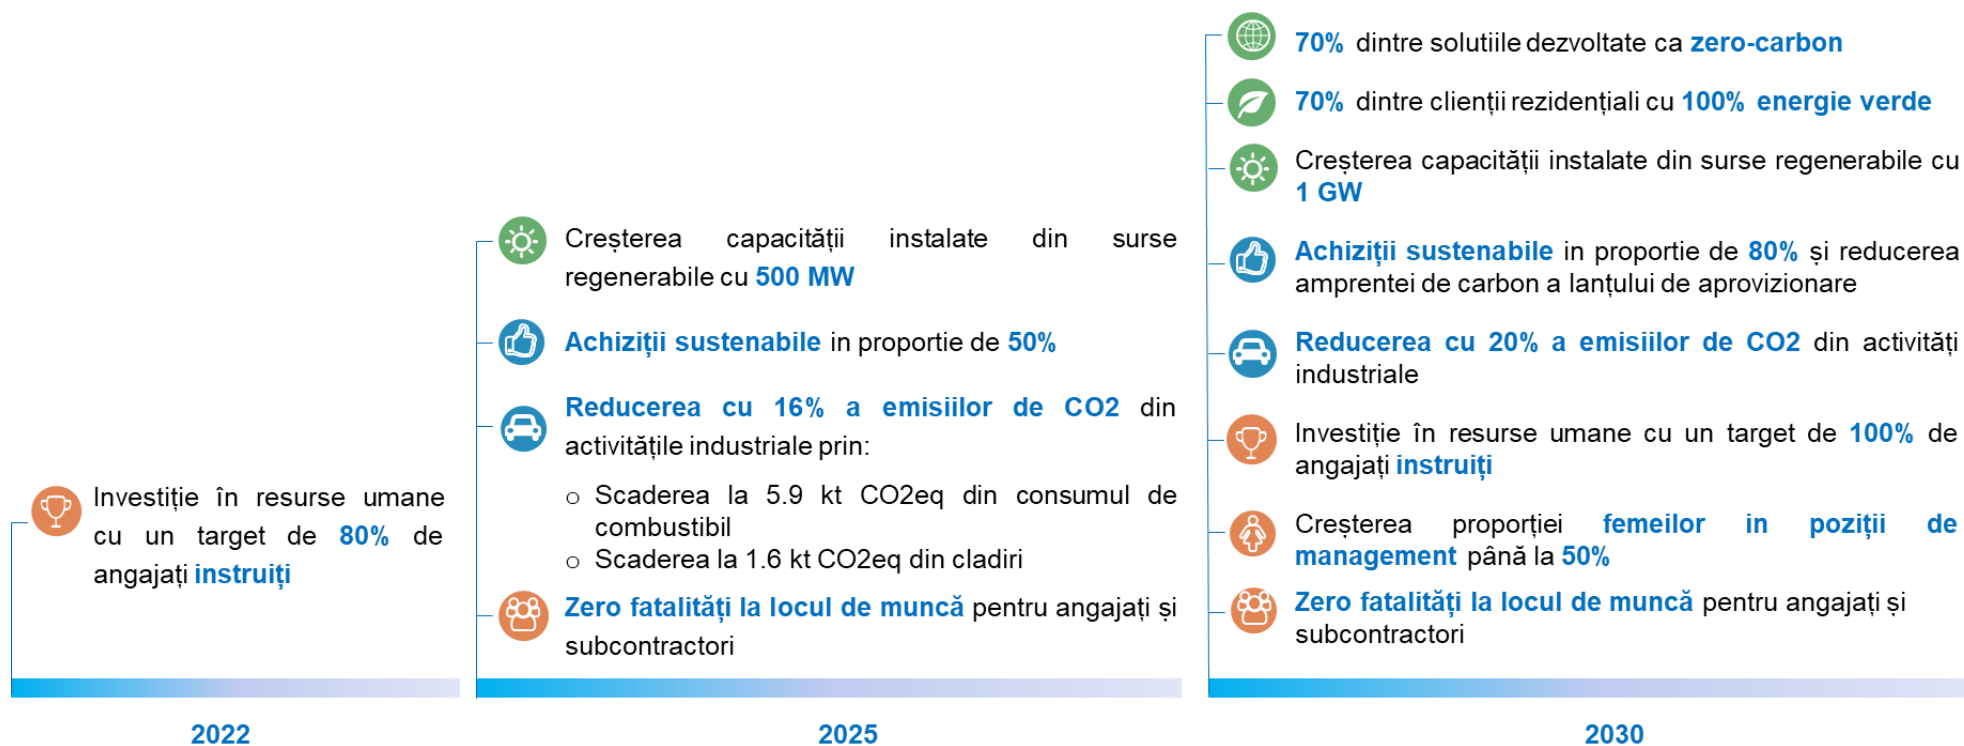 Investiție în resurse umane
cu un target de 80% de
angajați instruiți
2022
Creșterea capacității instalate din surse
regenerabile cu 500 MW
Achiziții sustenabile in proportie de 50%
Reducerea cu 16% a emisiilor de CO2 din
activitățile industriale prin:
o Scaderea la 5.9 kt CO2eq din consumul de
combustibil
o Scaderea la 1.6 kt CO2eq din cladiri
Zero fatalități la locul de muncă pentru angajați și
subcontractori
2025
70% dintre solutiile dezvoltate ca zero-carbon
70% dintre clienții rezidențiali cu 100% energie verde
Creșterea capacității instalate din surse regenerabile cu
1 GW
Achiziții sustenabile in proportie de 80% și reducerea
amprentei de carbon a lanțului de aprovizionare
Reducerea cu 20% a emisiilor de CO2 din activități
industriale
Investiție în resurse umane cu un target de 100% de
angajați instruiți
Creșterea proporției femeilor in poziții de
management până la 50%
Zero fatalități la locul de muncă pentru angajați și
subcontractori
2030